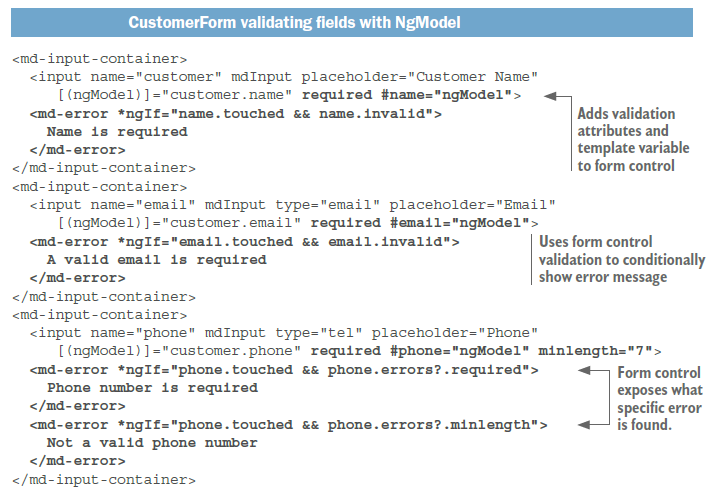 CustomerForm validating fields with NgModel
<md-input-container>
  <input name="customer" mdInput placeholder="Customer Name"
     [(ngModel)]="customer.name" required #name="ngModel">
  <md-error *ngIf="name.touched && name.invalid">
    Name is required
  </md-error>
</md-input-container>
Adds validation
attributes and
template variable
to form control
<md-input-container>
  <input name="email" mdInput type="email" placeholder="Email"
     [(ngModel)]="customer.email" required #email="ngModel">
  <md-error *ngIf="email.touched && email.invalid">
    A valid email is required
  </md-error>
</md-input-container>
Uses form control
validation to conditionally
show error message
<md-input-container>
  <input name="phone" mdInput type="tel" placeholder="Phone"
     [(ngModel)]="customer.phone" required #phone="ngModel" minlength="7">
  <md-error *ngIf="phone.touched && phone.errors?.required">
    Phone number is required
  </md-error>
  <md-error *ngIf="phone.touched && phone.errors?.minlength">
    Not a valid phone number
  </md-error>
</md-input-container>
Form control
exposes what
specific error
is found.